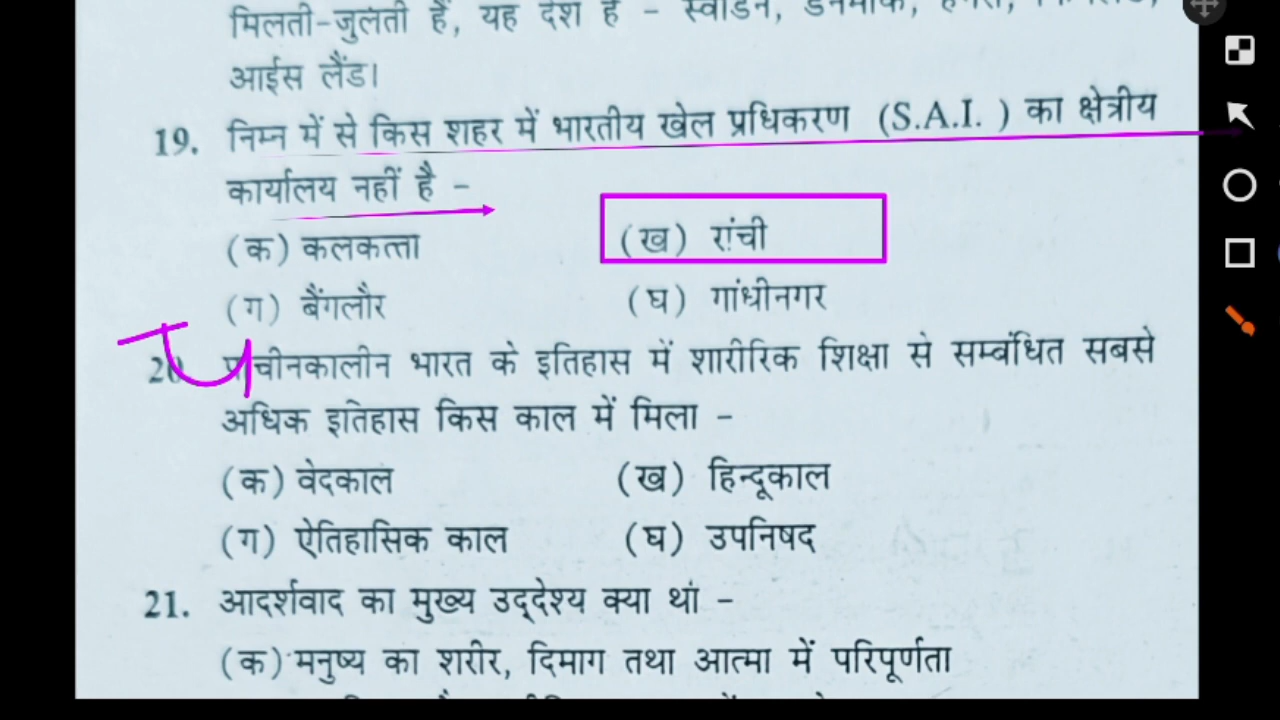 मिलती-जुलती हैं, यह देश है - स्वीडन, डेनमार्क,
आईस लैंड।
19. निम्न में से किस शहर में भारतीय खेल प्रधिकरण (S.A.I. ) का क्षेत्रीय
कार्यालय नहीं है -
(क) कलकत्ता (ख) रांची
(ग) बैंगलौर (घ) गांधीनगर
20 प्राचीनकालीन भारत के इतिहास में शारीरिक शिक्षा से सम्बंधित सबसे
अधिक इतिहास किस काल में मिला -
(क) वेदकाल (ख) हिन्दूकाल
(ग) ऐतिहासिक काल (घ) उपनिषद
21. आदर्शवाद का मुख्य उद्देश्य क्या थां -
(क) मनुष्य का शरीर, दिमाग तथा आत्मा में परिपूर्णता